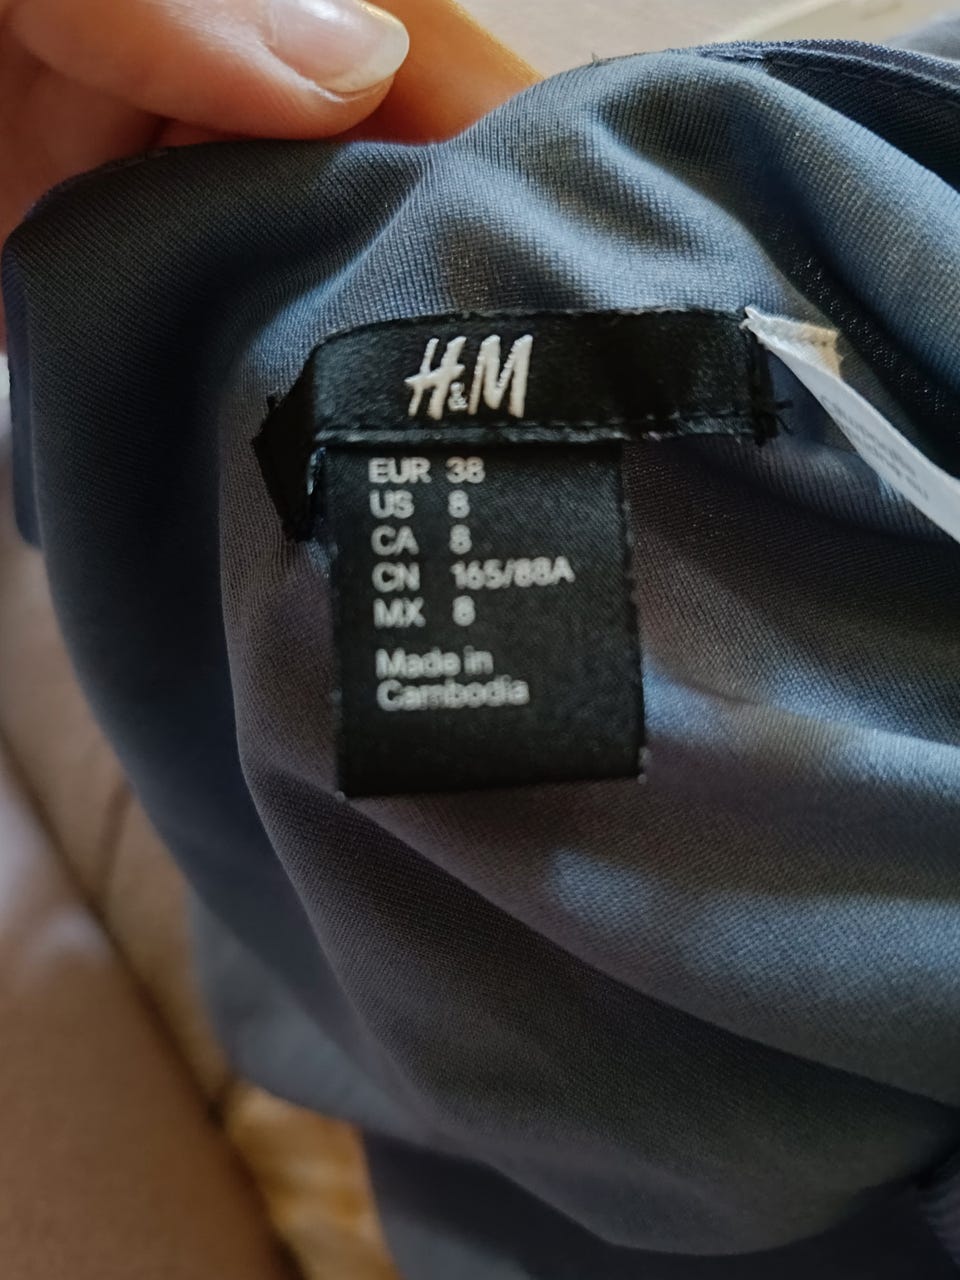 H&M
EUR 38
US 8
CA 8
CN 165/88A
MX 8
Made in
Cambodia